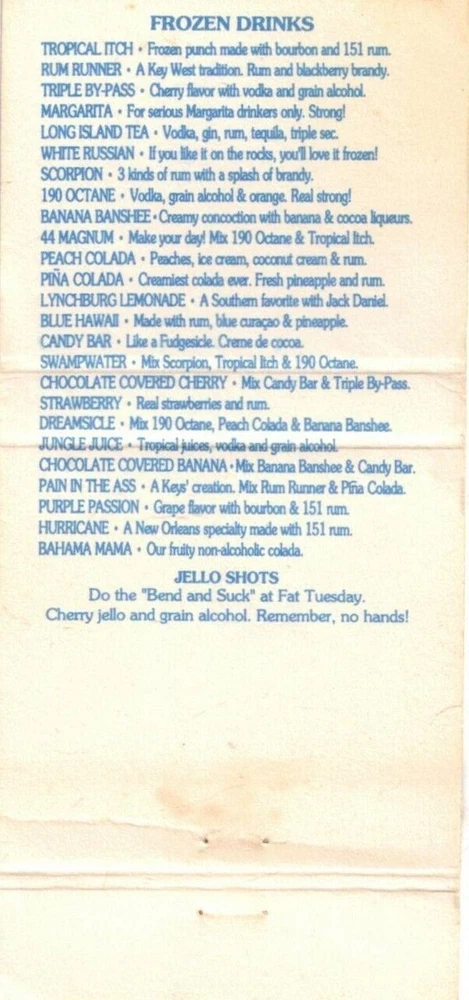 FROZEN DRINKS
TROPICAL ITCH • Frozen punch made with bourbon and 151 rum.
RUM RUNNER • A Key West tradition. Rum and blackberry brandy.
TRIPLE BY-PASS • Cherry flavor with vodka and grain alcohol.
MARGARITA • For serious Margarita drinkers only. Strong!
LONG ISLAND TEA • Vodka, gin, rum, tequila, triple sec.
WHITE RUSSIAN • If you like it on the rocks, you'll love it frozen!
SCORPION • 3 kinds of rum with a splash of brandy.
190 OCTANE • Vodka, grain alcohol & orange. Real strong!
BANANA BANSHEE • Creamy concoction with banana & cocoa liqueurs.
44 MAGNUM • Make your day! Mix 190 Octane & Tropical Itch.
PEACH COLADA • Peaches, ice cream, coconut cream & rum.
PIÑA COLADA • Creamiest colada ever. Fresh pineapple and rum.
LYNCHBURG LEMONADE • A Southern favorite with Jack Daniel.
BLUE HAWAII • Made with rum, blue curaçao & pineapple.
CANDY BAR • Like a Fudgesicle. Creme de cocoa.
SWAMPWATER • Mix Scorpion, Tropical Itch & 190 Octane.
CHOCOLATE COVERED CHERRY • Mix Candy Bar & Triple By-Pass.
STRAWBERRY • Real strawberries and rum.
DREAMSICLE • Mix 190 Octane, Peach Colada & Banana Banshee.
JUNGLE JUICE • Tropical juices, vodka and grain alcohol.
CHOCOLATE COVERED BANANA • Mix Banana Banshee & Candy Bar.
PAIN IN THE ASS • A Keys' creation. Mix Rum Runner & Piña Colada.
PURPLE PASSION • Grape flavor with bourbon & 151 rum.
HURRICANE • A New Orleans specialty made with 151 rum.
BAHAMA MAMA • Our fruity non-alcoholic colada.
JELLO SHOTS
Do the "Bend and Suck" at Fat Tuesday.
Cherry jello and grain alcohol. Remember, no hands!